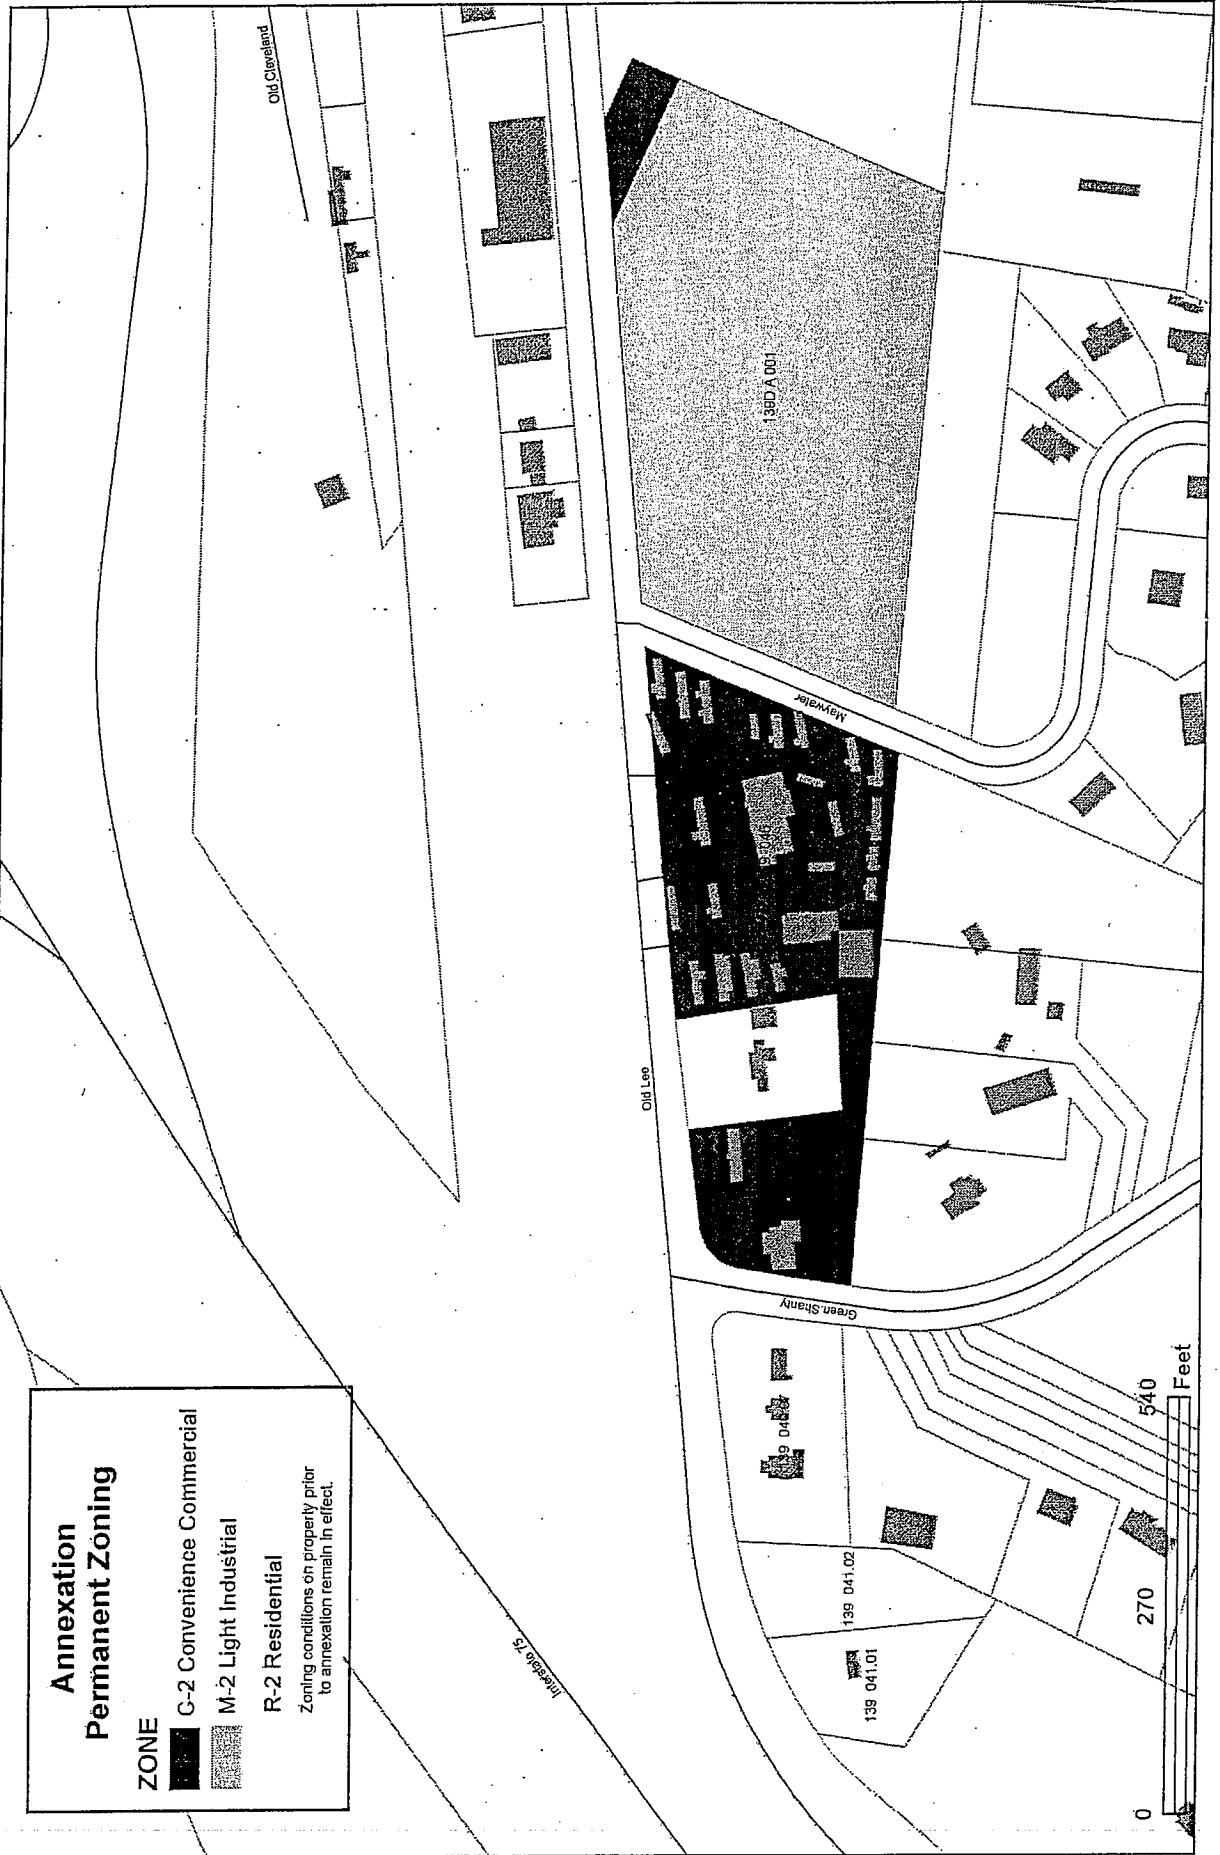 Annexation
Permanent Zoning
ZONE
C-2 Convenience Commercial
M-2 Light Industrial
R-2 Residential
Zoning conditions on property prior
to annexation remain in effect.
Old Cleveland
Interstate 75
Old Lee
Maywater
Green Shanty
139D A 001
139 041.02
139 041.01
0
270
540
Feet